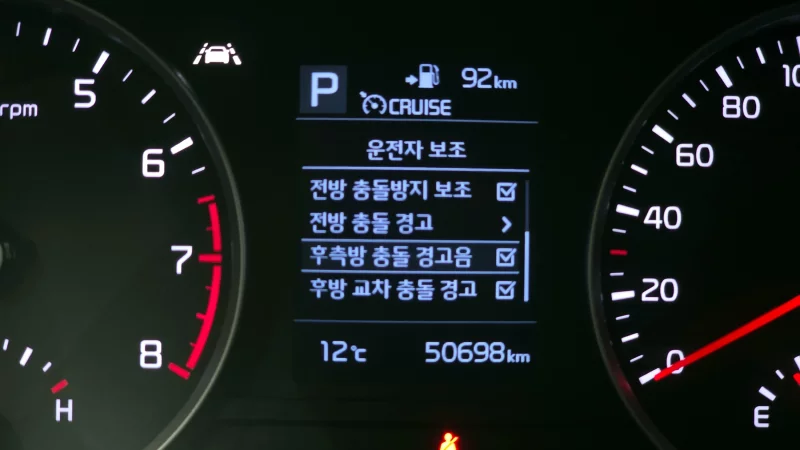 rpm
5
6
7
8
H
P
92km
CRUISE
운전자 보조
전방 충돌방지 보조
전방 충돌 경고
후측방 충돌 경고음
후방 교차 충돌 경고
12℃
50698km
80
60
40
20
0
E